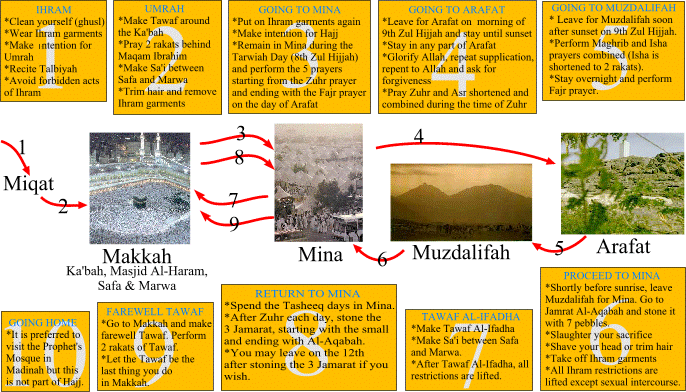 IHRAM
*Clean yourself (ghusl)
*Wear Ihram garments
*Make intention for
Umrah
*Recite Talbiyah
*Avoid forbidden acts
of Ihram
1
UMRAH
*Make Tawaf around
the Ka'bah
*Pray 2 rakats behind
Maqam Ibrahim
*Make Sa'i between
Safa and Marwa
*Trim hair and remove
Ihram garments
2
GOING TO MINA
*Put on Ihram garments again
*Make intention for Hajj
*Remain in Mina during the
Tarwiah Day (8th Zul Hijjah)
and perform the 5 prayers
starting from the Zuhr prayer
and ending with the Fajr prayer
on the day of Arafat
3
GOING TO ARAFAT
*Leave for Arafat on morning of
9th Zul Hijjah and stay until sunset
*Stay in any part of Arafat
*Glorify Allah, repeat supplication,
repent to Allah and ask for
forgiveness
*Pray Zuhr and Asr shortened and
combined during the time of Zuhr
4
GOING TO MUZDALIFAH
* Leave for Muzdalifah soon
after sunset on 9th Zul Hijjah.
*Perform Maghrib and Isha
prayers combined (Isha is
shortened to 2 rakats).
*Stay overnight and perform
Fajr prayer.
5
1
2
3
8
7
9
4
6
5
Miqat
Makkah
Ka'bah, Masjid Al-Haram,
Safa & Marwa
Mina
Muzdalifah
Arafat
GOING HOME
*It is preferred to
visit the Prophet's
Mosque in
Madinah but this
is not part of Hajj.
10
FAREWELL TAWAF
*Go to Makkah and make
farewell Tawaf. Perform
2 rakats of Tawaf.
*Let the Tawaf be the
last thing you do
in Makkah.
9
RETURN TO MINA
*Spend the Tasheeq days in Mina.
*After Zuhr each day, stone the
3 Jamarat, starting with the small
and ending with Al-Aqabah.
*You may leave on the 12th
after stoning the 3 Jamarat if you
wish.
8
TAWAF AL-IFADHA
*Make Tawaf Al-Ifadha
*Make Sa'i between Safa
and Marwa.
*After Tawaf Al-Ifadha, all
restrictions are lifted.
7
PROCEED TO MINA
*Shortly before sunrise, leave
Muzdalifah for Mina. Go to
Jamrat Al-Aqabah and stone it
with 7 pebbles.
*Slaughter your sacrifice
*Shave your head or trim hair
*Take off Ihram garments
*All Ihram restrictions are
lifted except sexual intercourse.
6